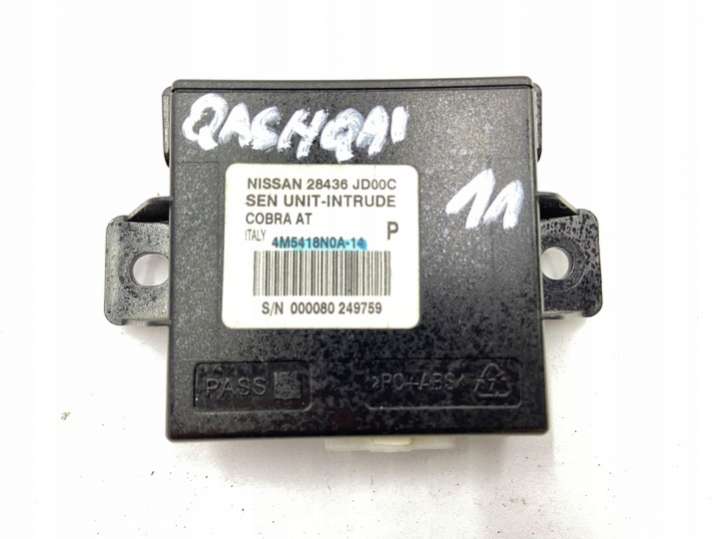 QASHQAI
11
NISSAN 28436 JD00C
SEN UNIT-INTRUDE
COBRA AT
ITALY 4M5418N0A-14 P
S/N 000080 249759
PASS
>PC+ABS<